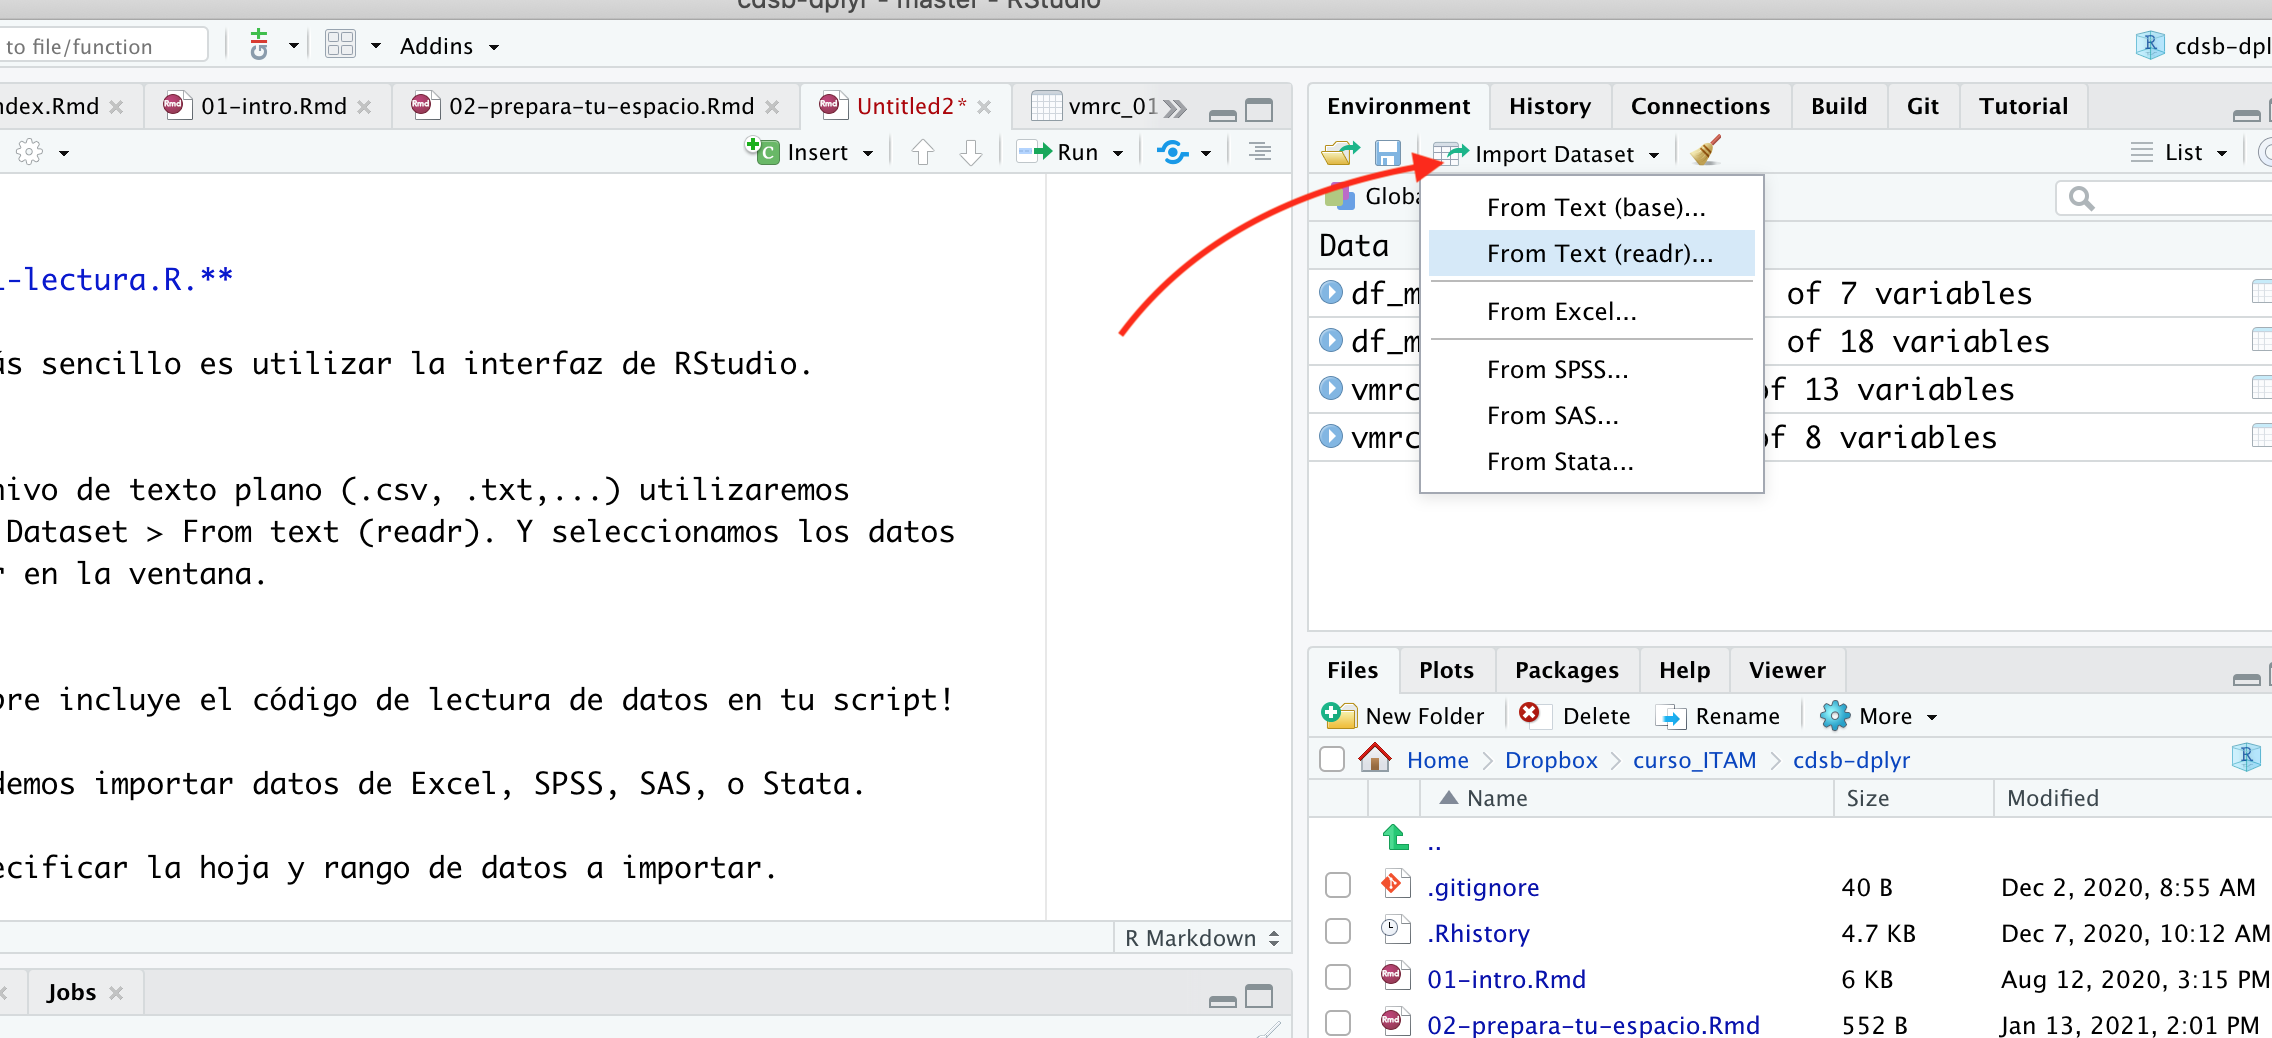 cdsb-dplyr - master - RStudio
to file/function
Addins
cdsb-dpl
ndex.Rmd
01-intro.Rmd
02-prepara-tu-espacio.Rmd
Untitled2*
vmrc_01
Insert
Run
-lectura.R.**
ás sencillo es utilizar la interfaz de RStudio.
ivo de texto plano (.csv, .txt,...) utilizaremos
Dataset > From text (readr). Y seleccionamos los datos
r en la ventana.
ore incluye el código de lectura de datos en tu script!
demos importar datos de Excel, SPSS, SAS, o Stata.
ecificar la hoja y rango de datos a importar.
R Markdown
Jobs
Environment
History
Connections
Build
Git
Tutorial
Import Dataset
List
Globa
From Text (base)...
From Text (readr)...
From Excel...
From SPSS...
From SAS...
From Stata...
Data
df_m of 7 variables
df_m of 18 variables
vmrc of 13 variables
vmrc of 8 variables
Files
Plots
Packages
Help
Viewer
New Folder
Delete
Rename
More
Home
Dropbox
curso_ITAM
cdsb-dplyr
Name
Size
Modified
..
.gitignore 40 B Dec 2, 2020, 8:55 AM
.Rhistory 4.7 KB Dec 7, 2020, 10:12 AM
01-intro.Rmd 6 KB Aug 12, 2020, 3:15 PM
02-prepara-tu-espacio.Rmd 552 B Jan 13, 2021, 2:01 PM